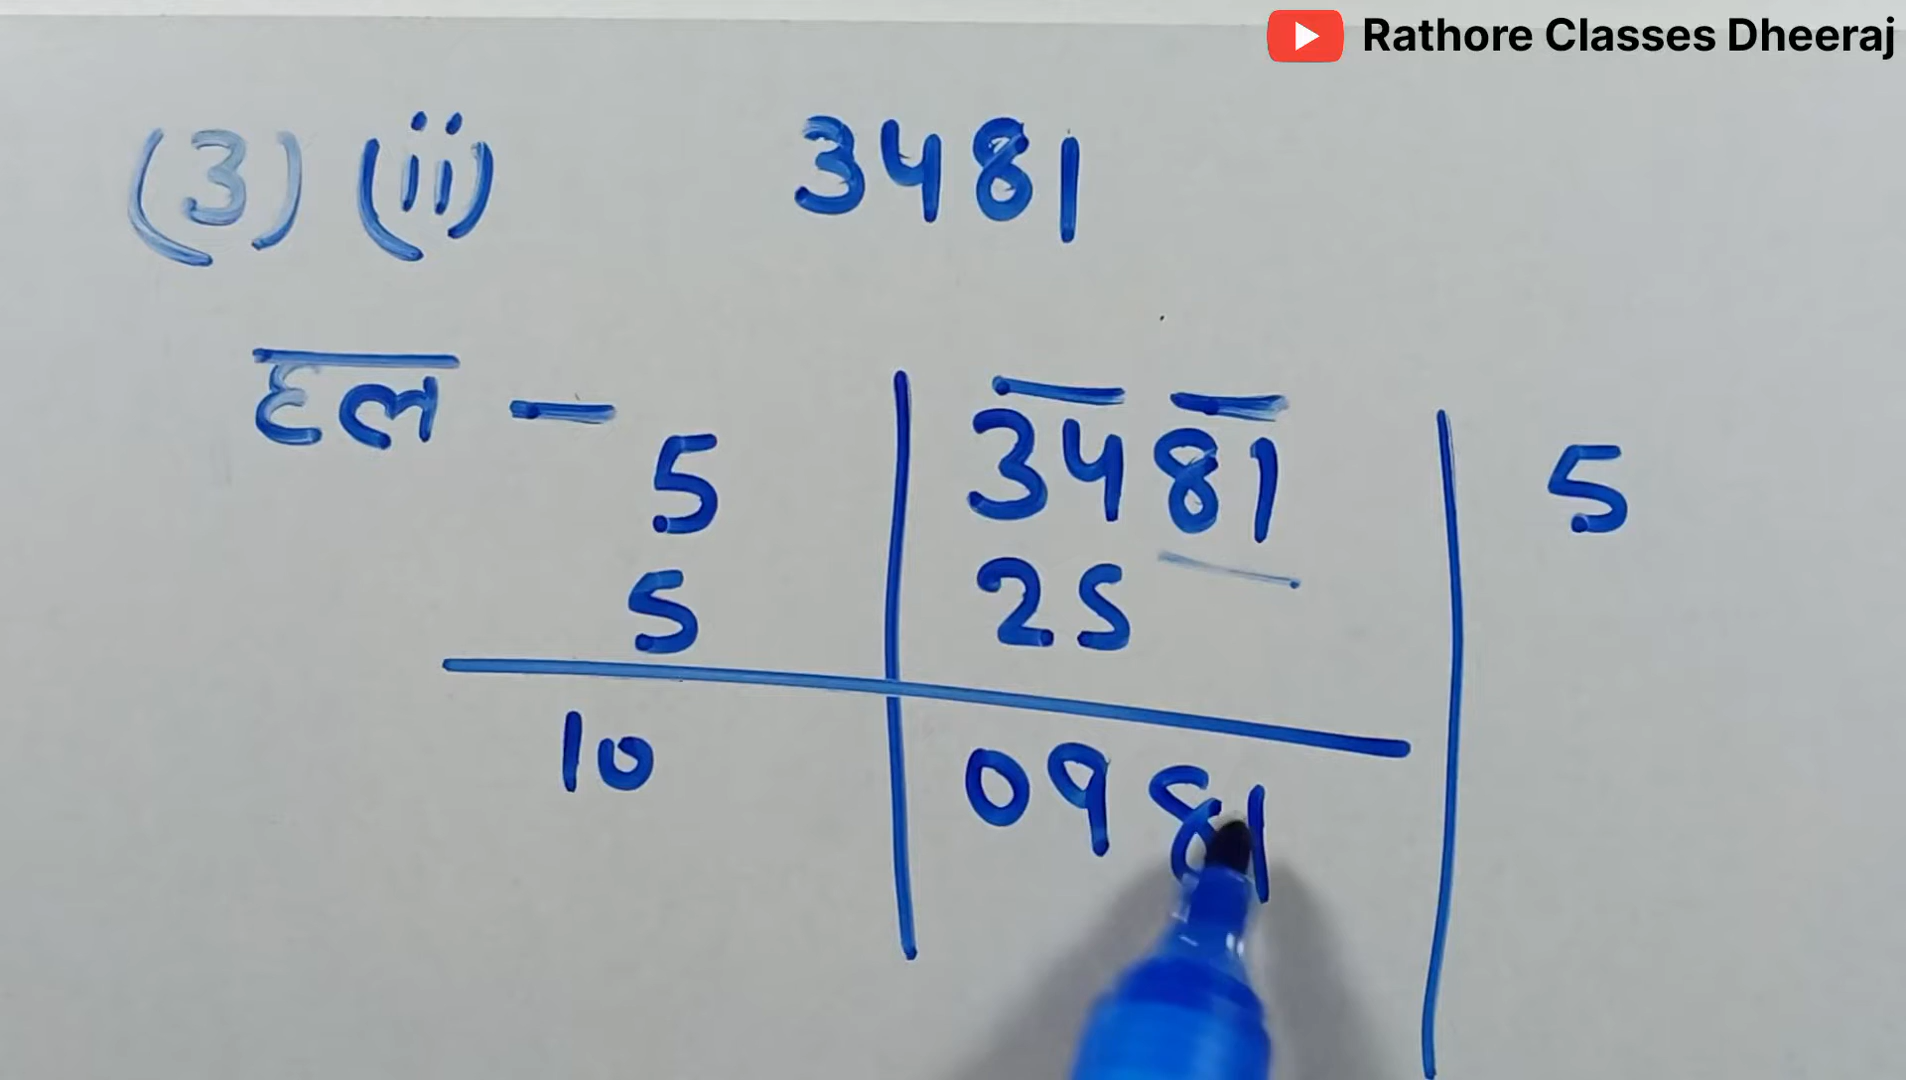 Rathore Classes Dheeraj
(3) (ii) 3481
हल - 5 3481 5
5 25
10 0981